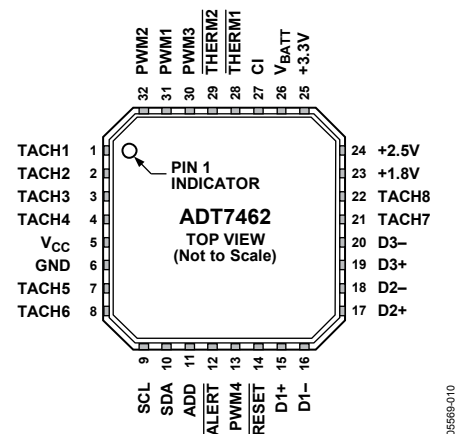 PWM2
PWM1
PWM3
THERM2
THERM1
CI
VBATT
+3.3V
32
31
30
29
28
27
26
25
TACH1 1
TACH2 2
TACH3 3
TACH4 4
VCC 5
GND 6
TACH5 7
TACH6 8
PIN 1
INDICATOR
ADT7462
TOP VIEW
(Not to Scale)
24 +2.5V
23 +1.8V
22 TACH8
21 TACH7
20 D3–
19 D3+
18 D2–
17 D2+
9
10
11
12
13
14
15
16
SCL
SDA
ADD
ALERT
PWM4
RESET
D1+
D1–
05569-010